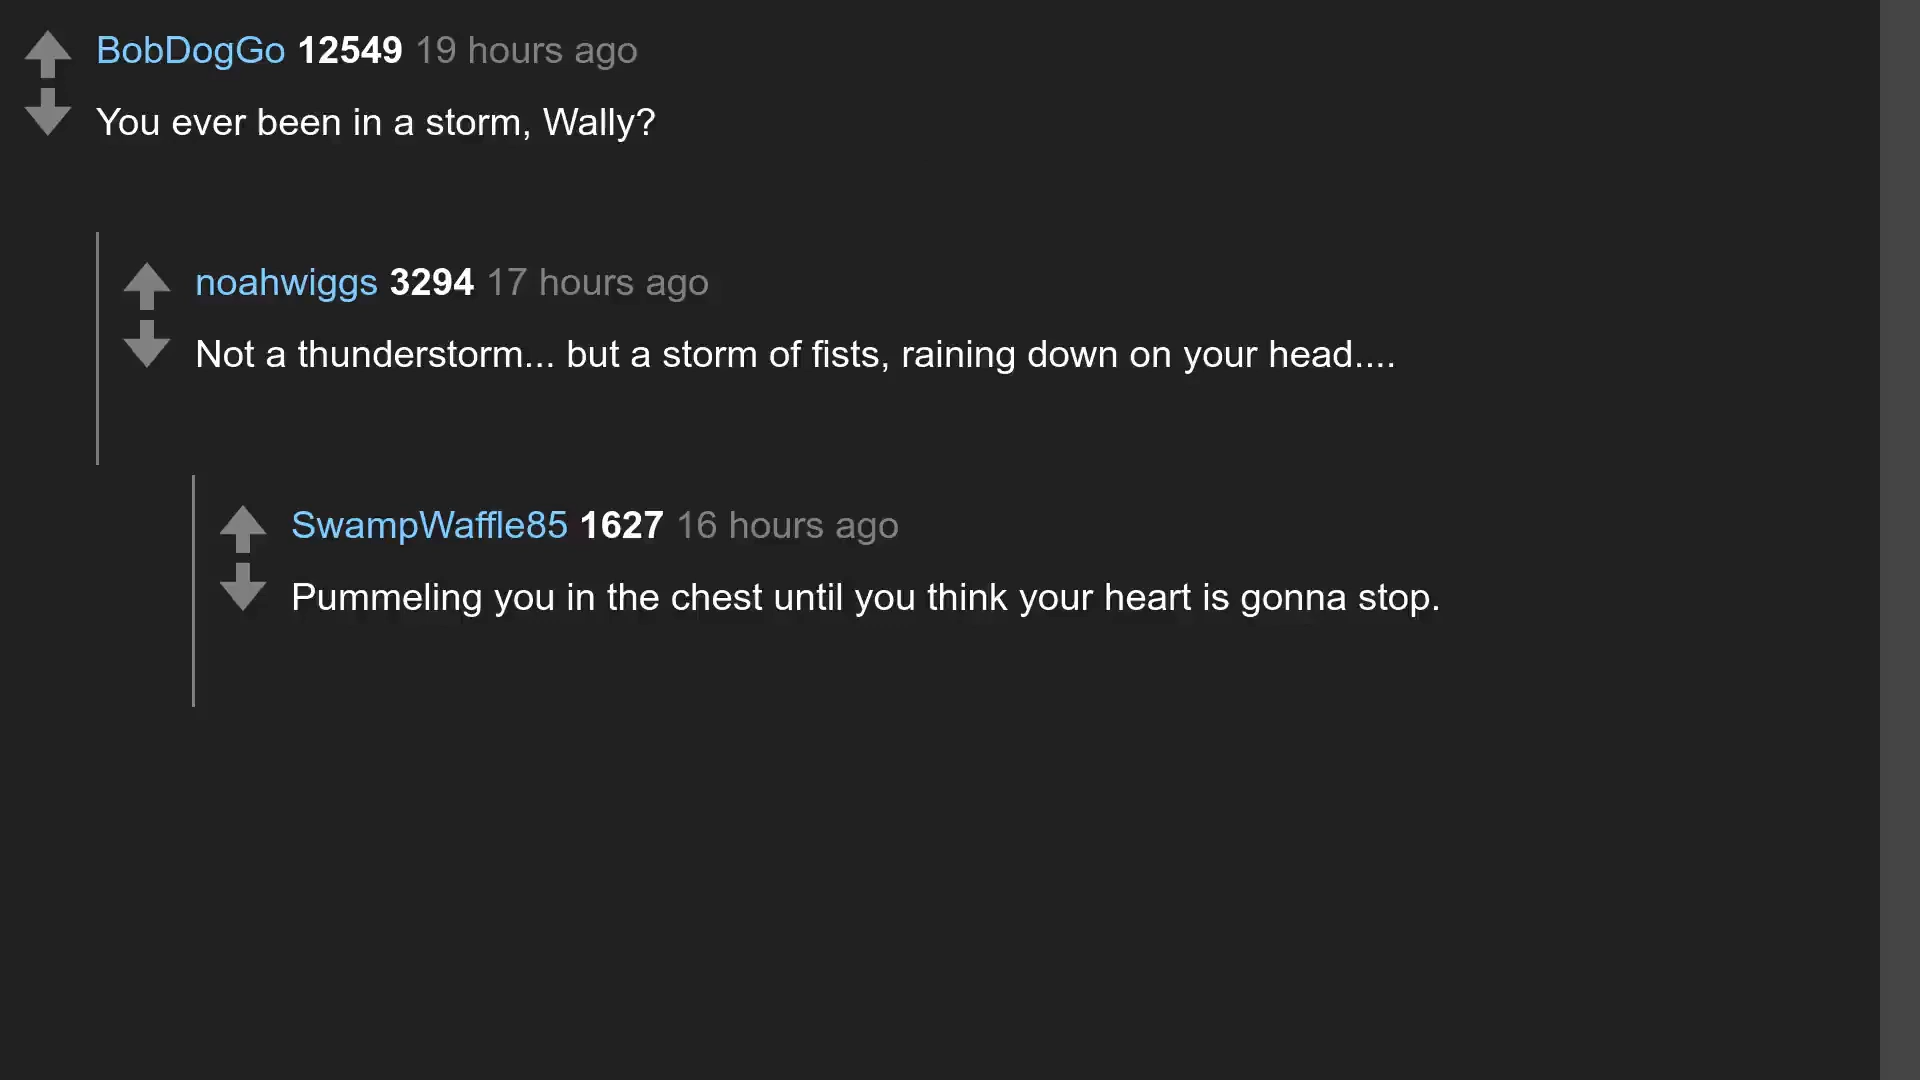 BobDogGo 12549 19 hours ago
You ever been in a storm, Wally?
noahwiggs 3294 17 hours ago
Not a thunderstorm... but a storm of fists, raining down on your head....
SwampWaffle85 1627 16 hours ago
Pummeling you in the chest until you think your heart is gonna stop.